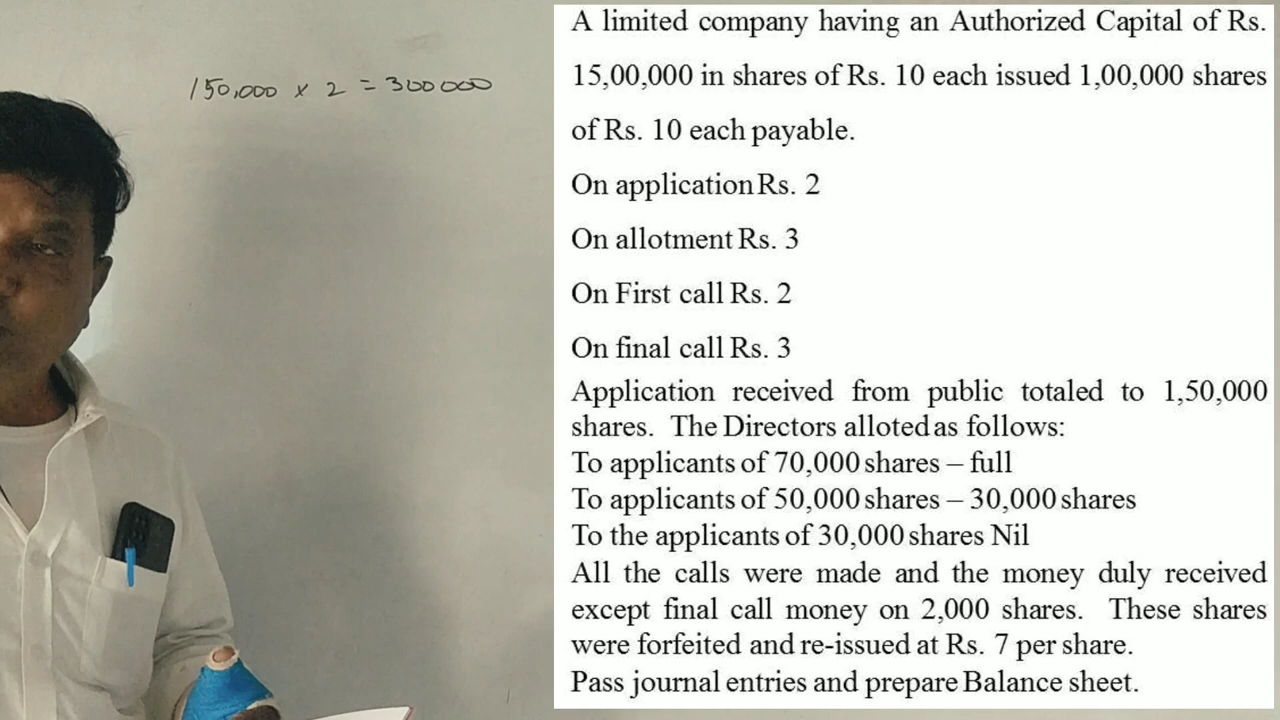 150,000 x 2 = 300000
A limited company having an Authorized Capital of Rs.
15,00,000 in shares of Rs. 10 each issued 1,00,000 shares
of Rs. 10 each payable.
On application Rs. 2
On allotment Rs. 3
On First call Rs. 2
On final call Rs. 3
Application received from public totaled to 1,50,000
shares. The Directors alloted as follows:
To applicants of 70,000 shares – full
To applicants of 50,000 shares – 30,000 shares
To the applicants of 30,000 shares Nil
All the calls were made and the money duly received
except final call money on 2,000 shares. These shares
were forfeited and re-issued at Rs. 7 per share.
Pass journal entries and prepare Balance sheet.